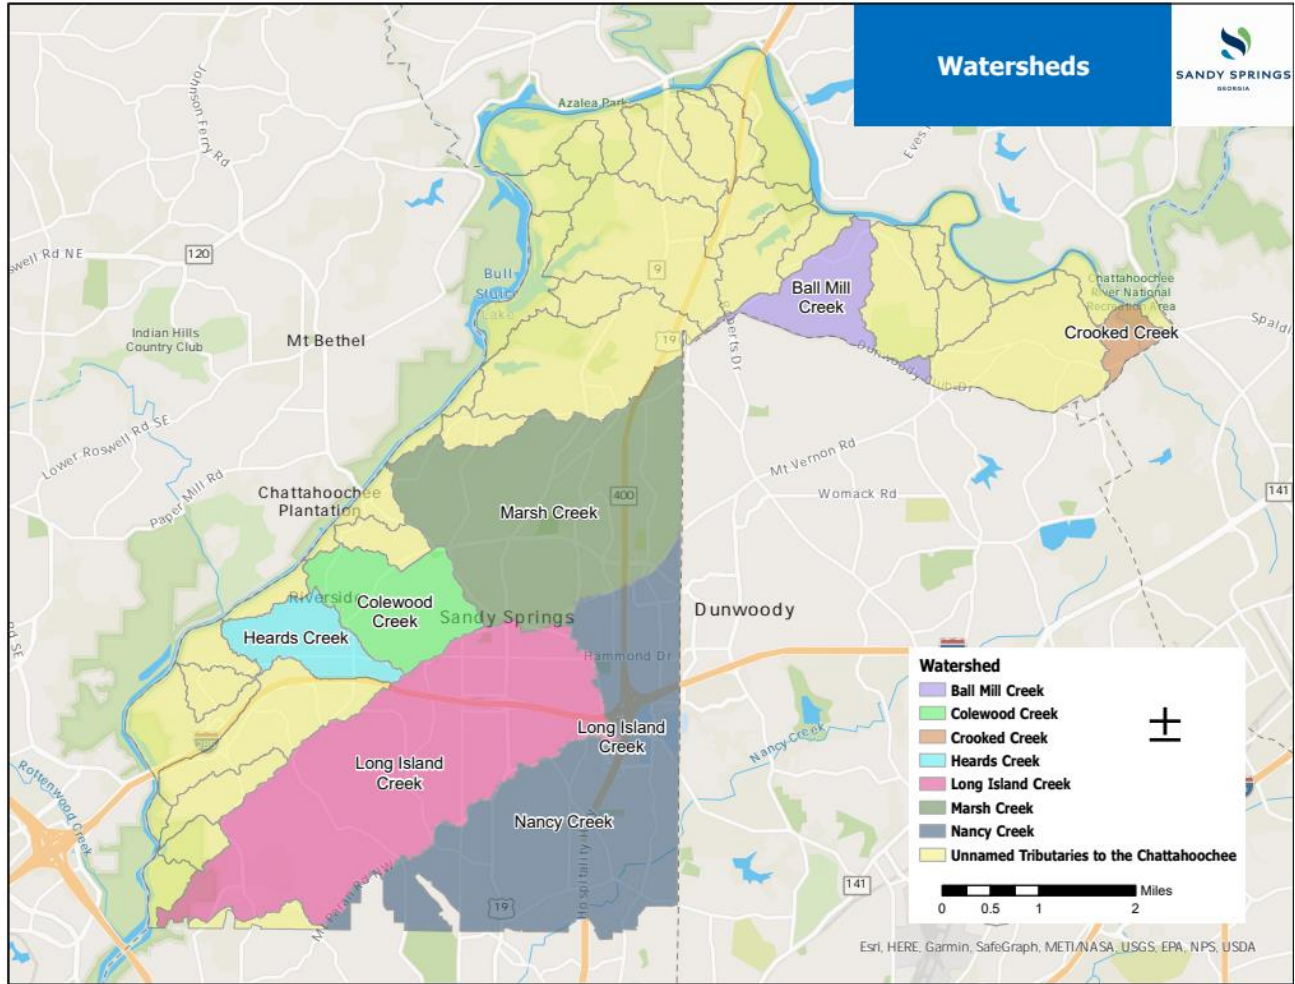 Watersheds
SANDY SPRINGS
GEORGIA
Johnson Ferry Rd
Azalea Park
Eves
swell Rd NE
120
9
Bull
Sluice
Lake
Ball Mill
Creek
Chattahoochee
River National
Recreation Area
Crooked Creek
Spaldi
Indian Hills
Country Club
Mt Bethel
19
Roberts Dr
Dunwoody Club Dr
Lower Roswell Rd SE
Paper Mill Rd
Mt Vernon Rd
Womack Rd
141
Chattahoochee
Plantation
400
Marsh Creek
Riverside
Colewood
Creek
Sandy Springs
Dunwoody
Heards Creek
Hammond Dr
Rd SE
Long Island
Creek
Nancy Creek
Long Island
Creek
Rottenwood Creek
Nancy Creek
Hospitality H
Mt Paran Rd NW
19
141
Watershed
Ball Mill Creek
Colewood Creek
Crooked Creek
Heards Creek
Long Island Creek
Marsh Creek
Nancy Creek
Unnamed Tributaries to the Chattahoochee
Miles
0 0.5 1 2
Esri, HERE, Garmin, SafeGraph, METI/NASA, USGS, EPA, NPS, USDA